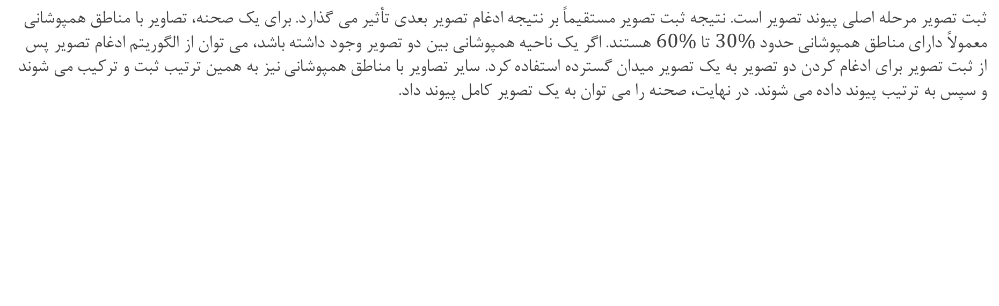 ثبت تصویر مرحله اصلی پیوند تصویر است. نتیجه ثبت تصویر مستقیماً بر نتیجه ادغام تصویر بعدی تأثیر می گذارد. برای یک صحنه، تصاویر با مناطق همپوشانی
معمولاً دارای مناطق همپوشانی حدود 30% تا 60% هستند. اگر یک ناحیه همپوشانی بین دو تصویر وجود داشته باشد، می توان از الگوریتم ادغام تصویر پس
از ثبت تصویر برای ادغام کردن دو تصویر به یک تصویر میدان گسترده استفاده کرد. سایر تصاویر با مناطق همپوشانی نیز به همین ترتیب ثبت و ترکیب می شوند
و سپس به ترتیب پیوند داده می شوند. در نهایت، صحنه را می توان به یک تصویر کامل پیوند داد.